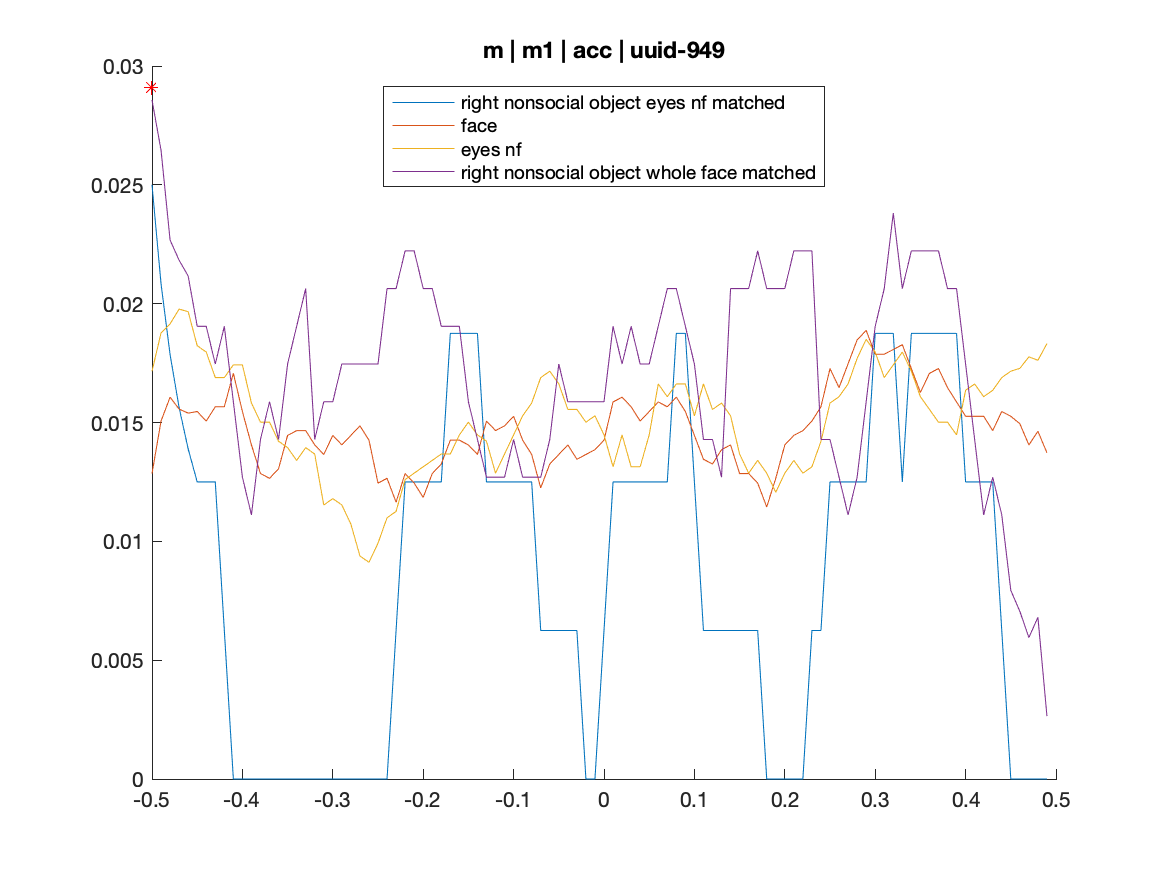 m | m1 | acc | uuid-949
0.03
right nonsocial object eyes nf matched
face
eyes nf
right nonsocial object whole face matched
0.025
0.02
0.015
0.01
0.005
0
-0.5 -0.4 -0.3 -0.2 -0.1 0 0.1 0.2 0.3 0.4 0.5